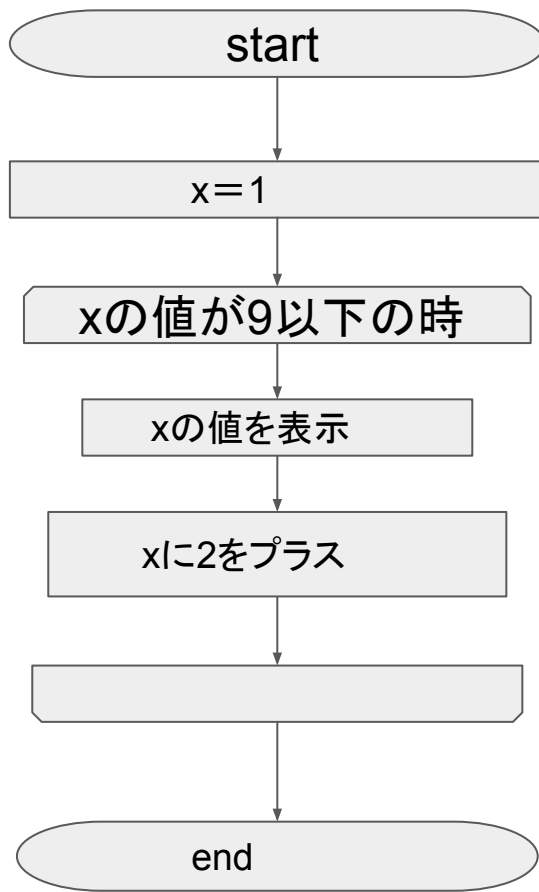 start
x＝1
xの値が9以下の時
xの値を表示
xに2をプラス
end